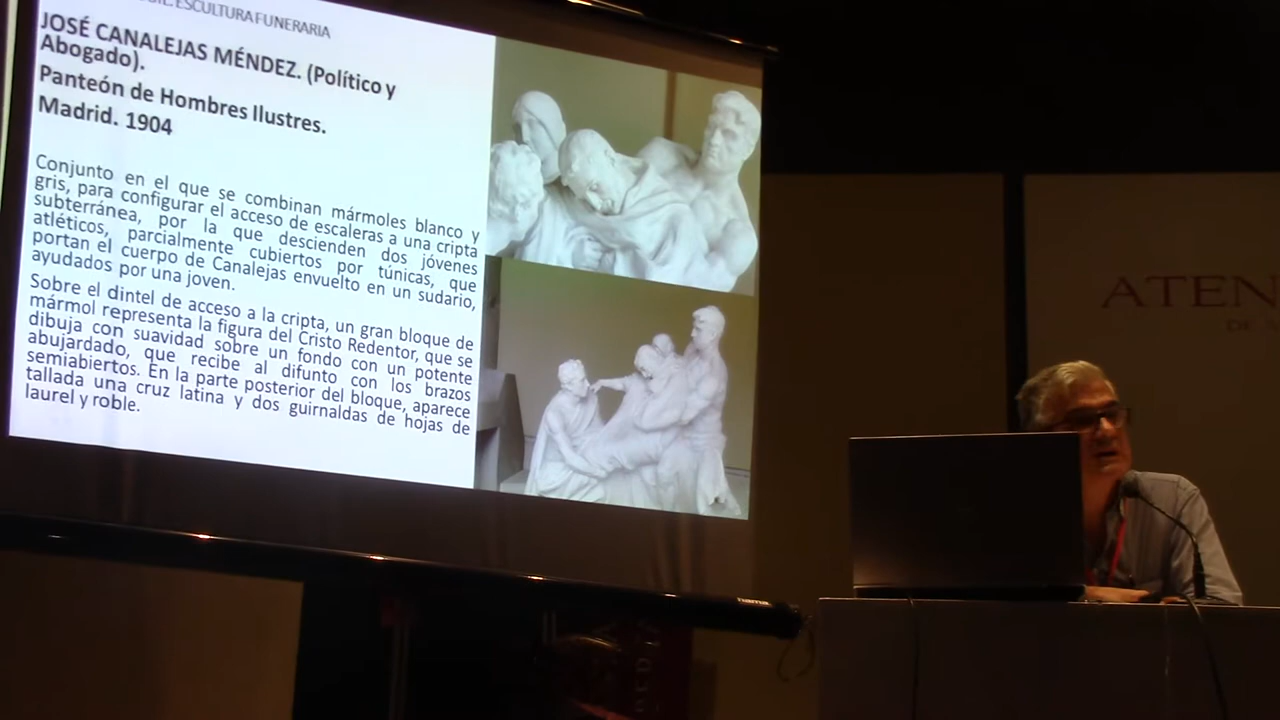 ESCULTURA FUNERARIA
JOSÉ CANALEJAS MÉNDEZ. (Político y
Abogado).
Panteón de Hombres Ilustres.
Madrid. 1904
Conjunto en el que se combinan mármoles blanco y
gris, para configurar el acceso de escaleras a una cripta
subterránea, por la que descienden dos jóvenes
atléticos, parcialmente cubiertos por túnicas, que
portan el cuerpo de Canalejas envuelto en un sudario,
ayudados por una joven.
Sobre el dintel de acceso a la cripta, un gran bloque de
mármol representa la figura del Cristo Redentor, que se
dibuja con suavidad sobre un fondo con un potente
abujardado, que recibe al difunto con los brazos
semiabiertos. En la parte posterior del bloque, aparece
tallada una cruz latina y dos guirnaldas de hojas de
laurel y roble.
ATEN
DE